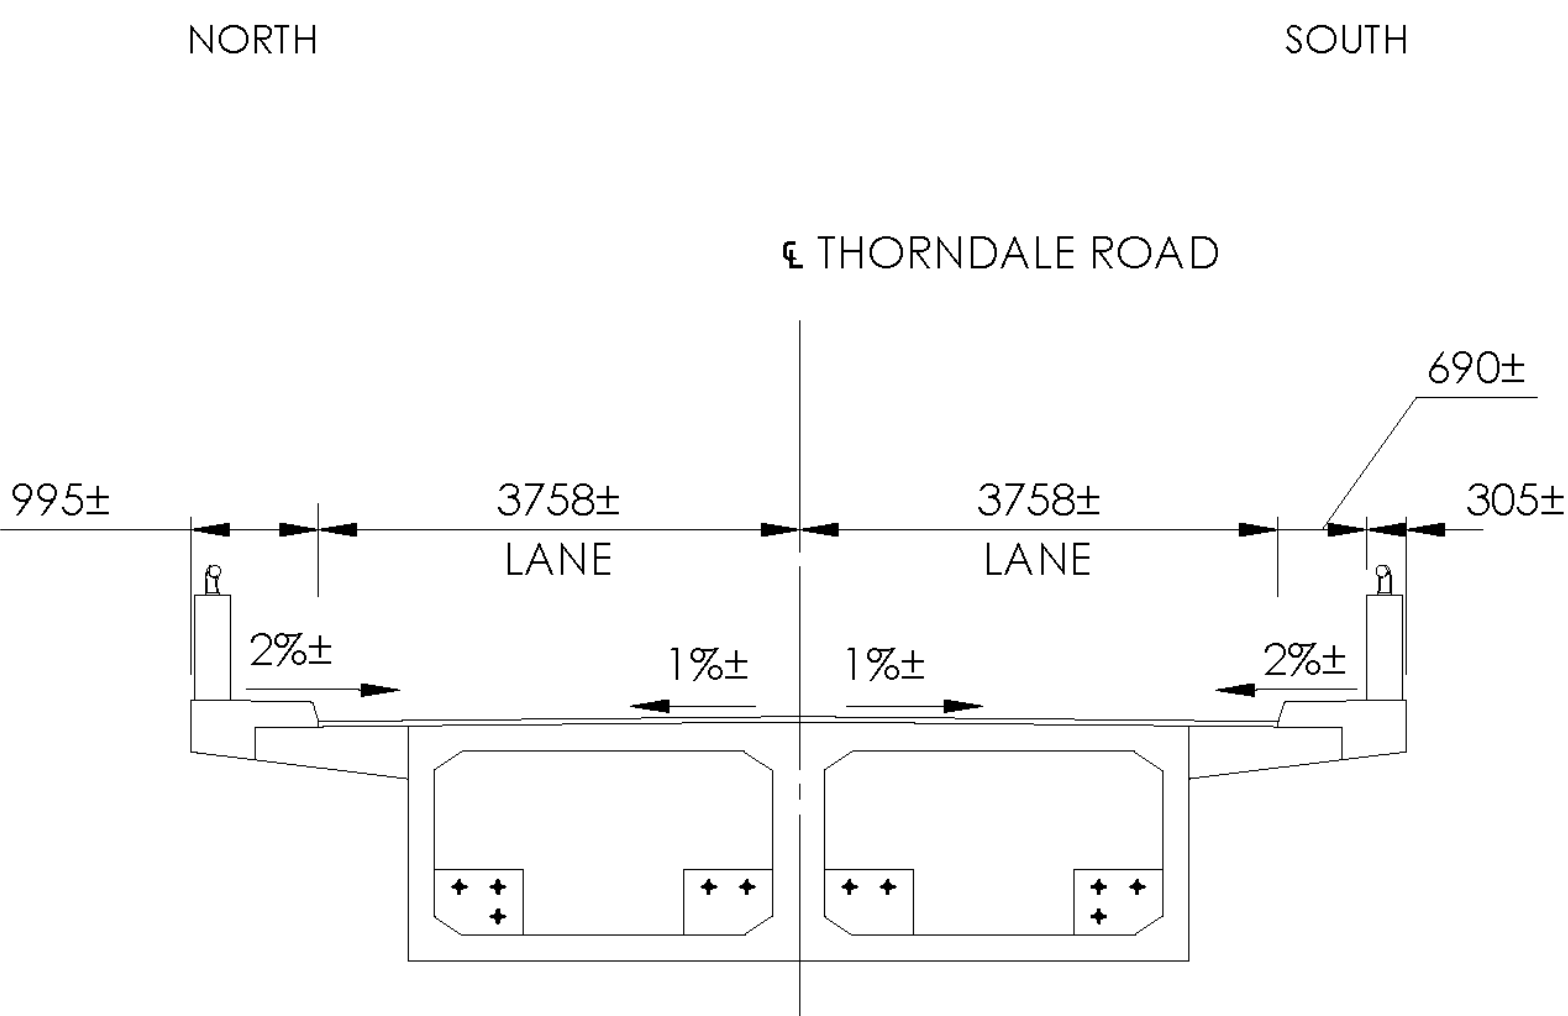 NORTH
SOUTH
℄ THORNDALE ROAD
690±
995±
3758±
3758±
305±
LANE
LANE
2%±
1%±
1%±
2%±